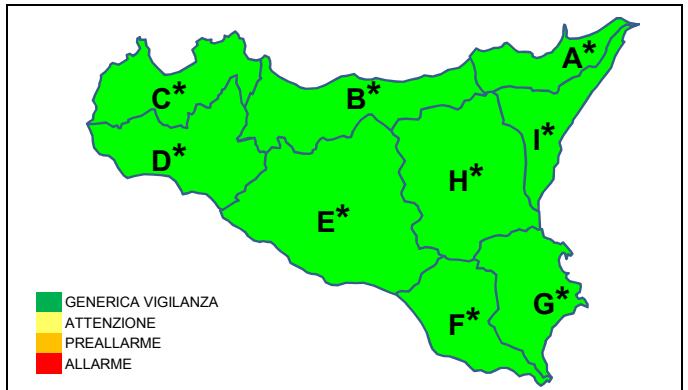 A*
C*
B*
I*
D*
H*
E*
G*
F*
GENERICA VIGILANZA
ATTENZIONE
PREALLARME
ALLARME